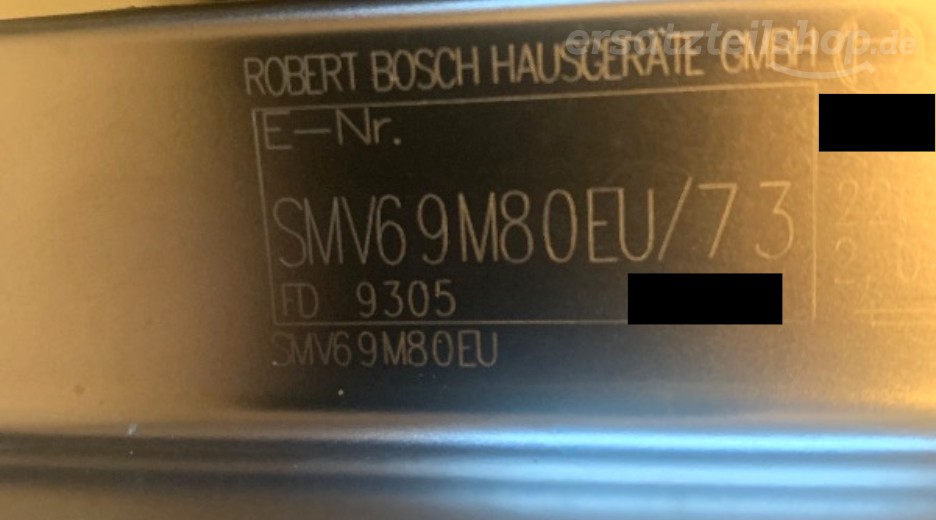 ersatzteilshop.de
ROBERT BOSCH HAUSGERÄTE GMBH
E-Nr.
SMV69M80EU/73
FD 9305
SMV69M80EU